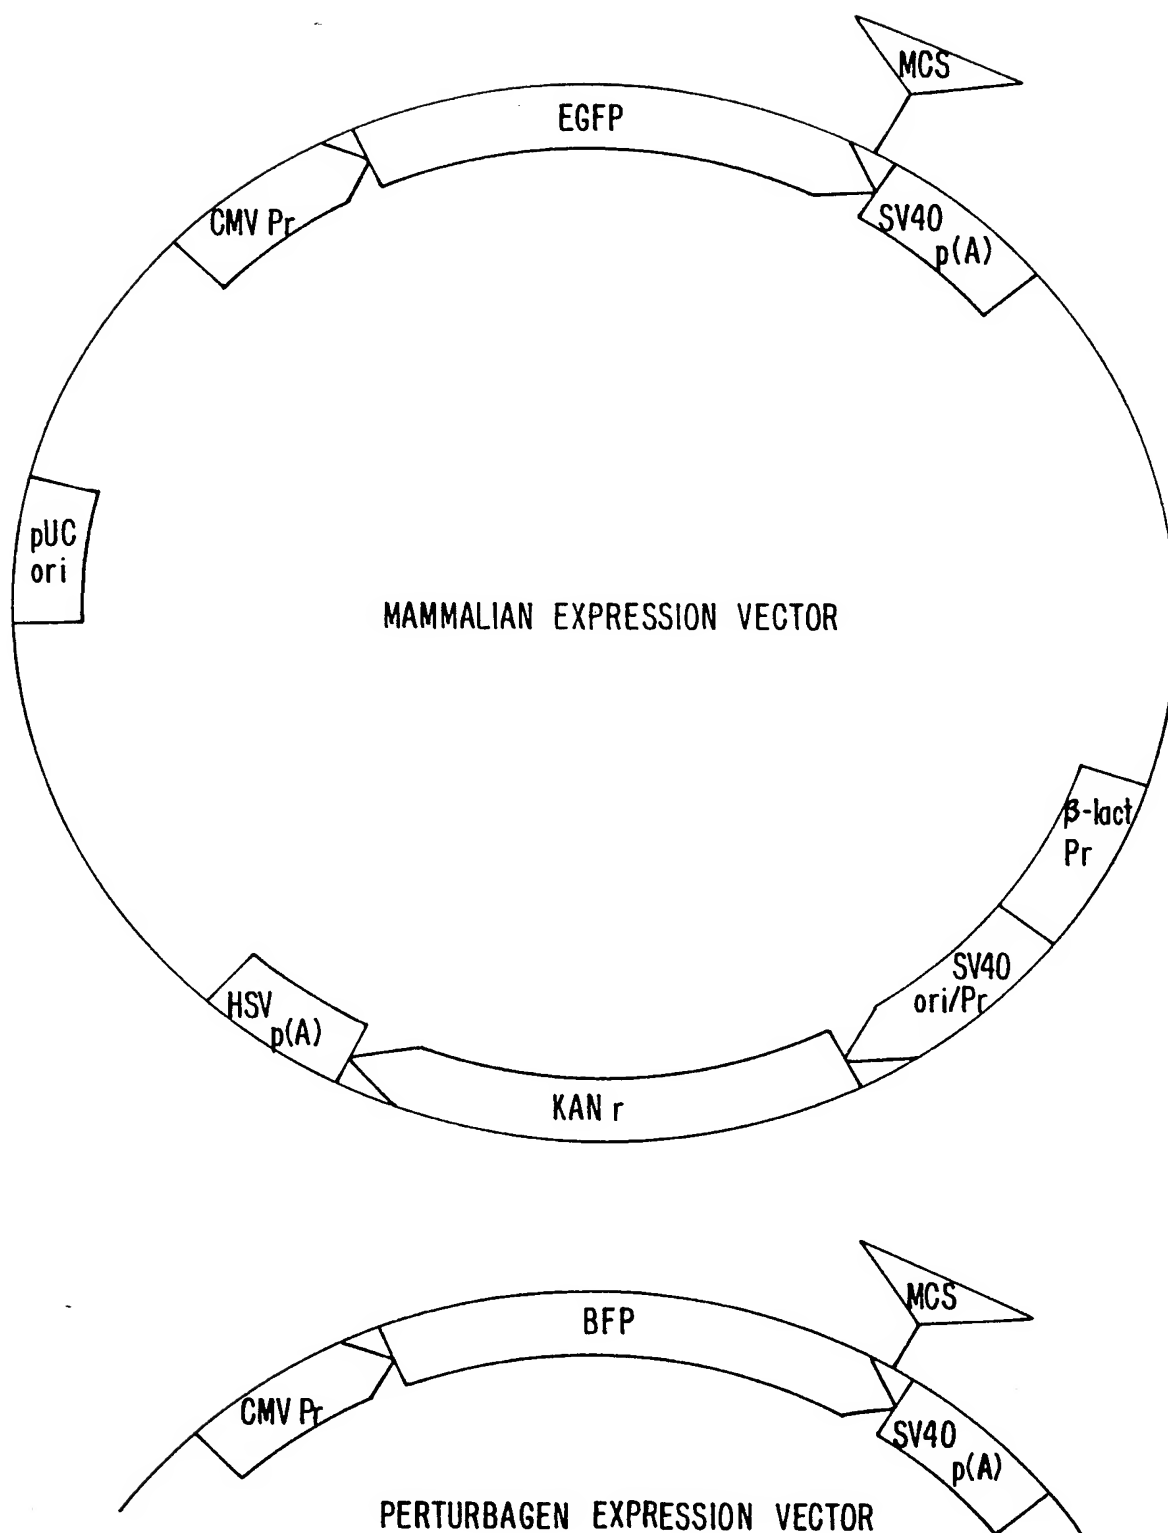 MCS
EGFP
CMV Pr
SV40
p(A)
pUC
ori
MAMMALIAN EXPRESSION VECTOR
β-lact
Pr
SV40
ori/Pr
HSV
p(A)
KAN r
MCS
BFP
CMV Pr
SV40
p(A)
PERTURBAGEN EXPRESSION VECTOR